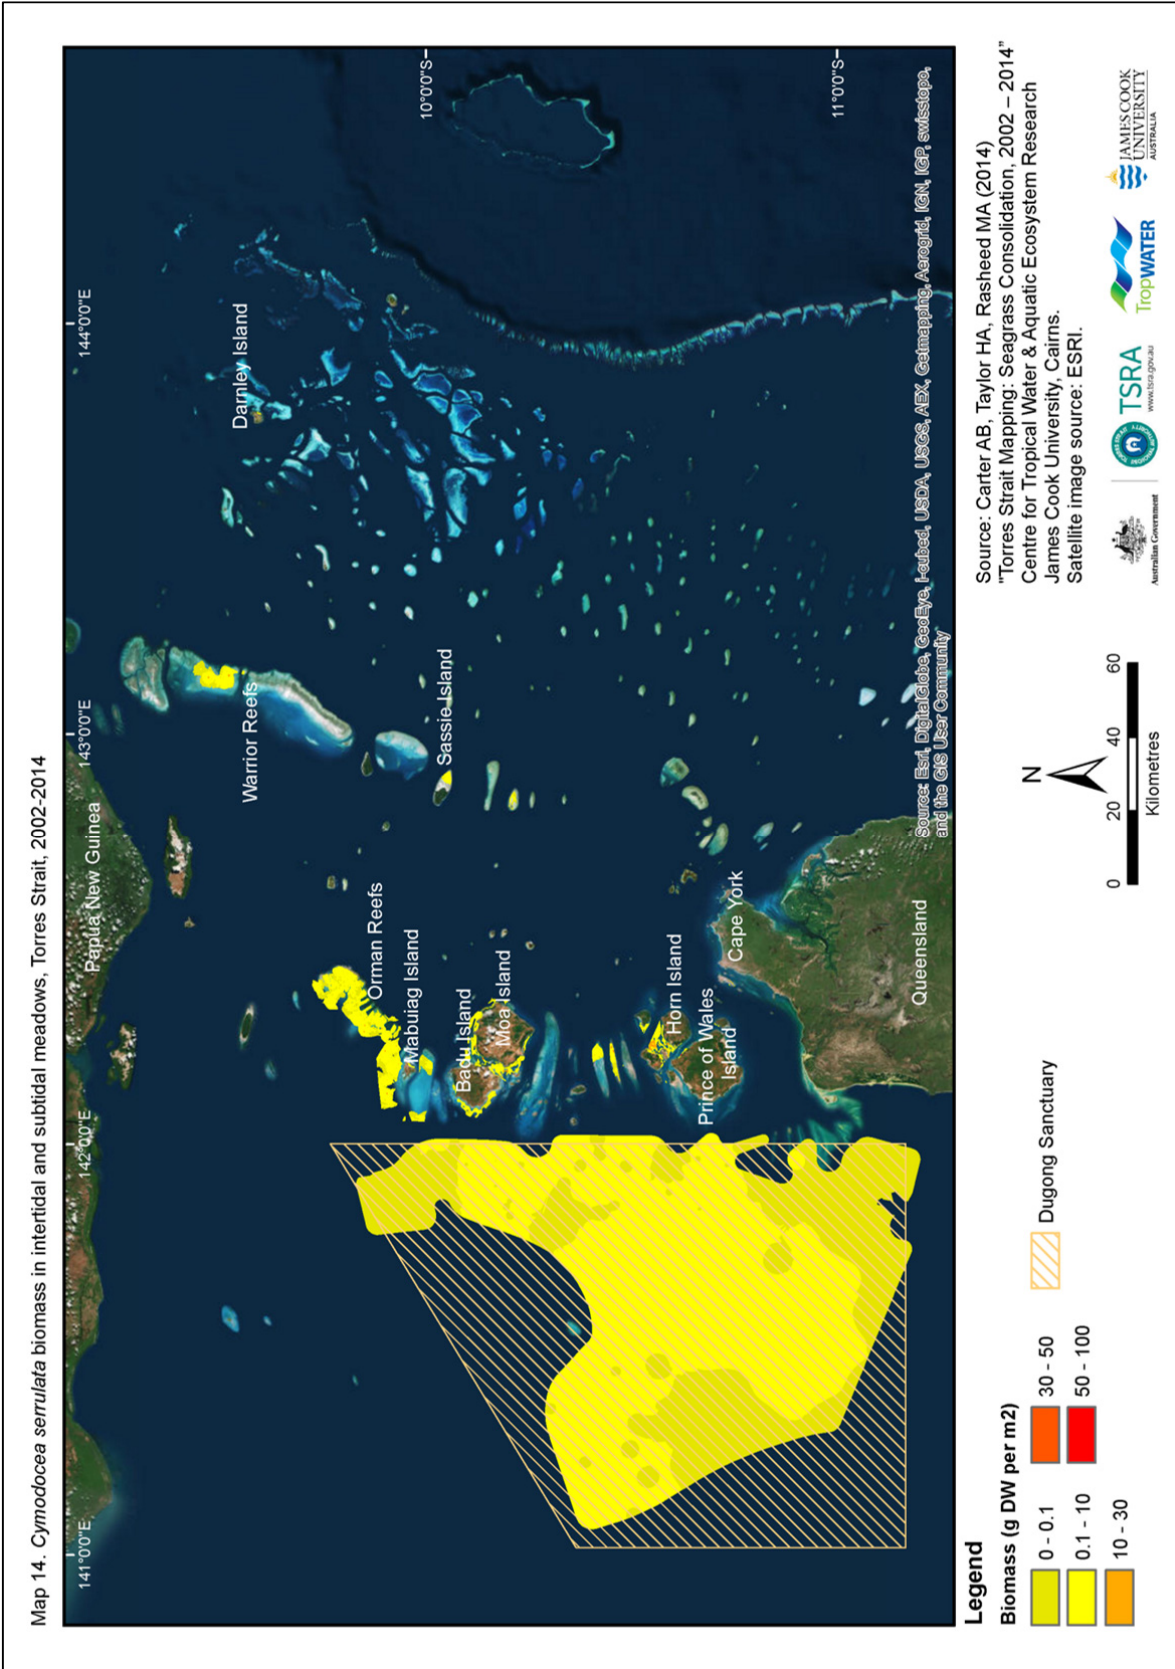 Map 14. Cymodocea serrulata biomass in intertidal and subtidal meadows, Torres Strait, 2002-2014
141°0'0"E
142°0'0"E
143°0'0"E
144°0'0"E
Papua New Guinea
Darnley Island
Warrior Reefs
Orman Reefs
Mabuiag Island
10°0'0"S
Sassie Island
Badu Island
Moa Island
Horn Island
Prince of Wales
Island
Cape York
11°0'0"S
Queensland
Source: Esri, DigitalGlobe, GeoEye, i-cubed, USDA, USGS, AEX, Getmapping, Aerogrid, IGN, IGP, swisstopo,
and the GIS User Community
Legend
Biomass (g DW per m2)
0 - 0.1
0.1 - 10
10 - 30
30 - 50
50 - 100
Dugong Sanctuary
N
0 20 40 60
Kilometres
Source: Carter AB, Taylor HA, Rasheed MA (2014)
"Torres Strait Mapping: Seagrass Consolidation, 2002 – 2014"
Centre for Tropical Water & Aquatic Ecosystem Research
James Cook University, Cairns.
Satellite image source: ESRI.
Australian Government
TSRA
www.tsra.gov.au
TropWATER
JAMES COOK
UNIVERSITY
AUSTRALIA